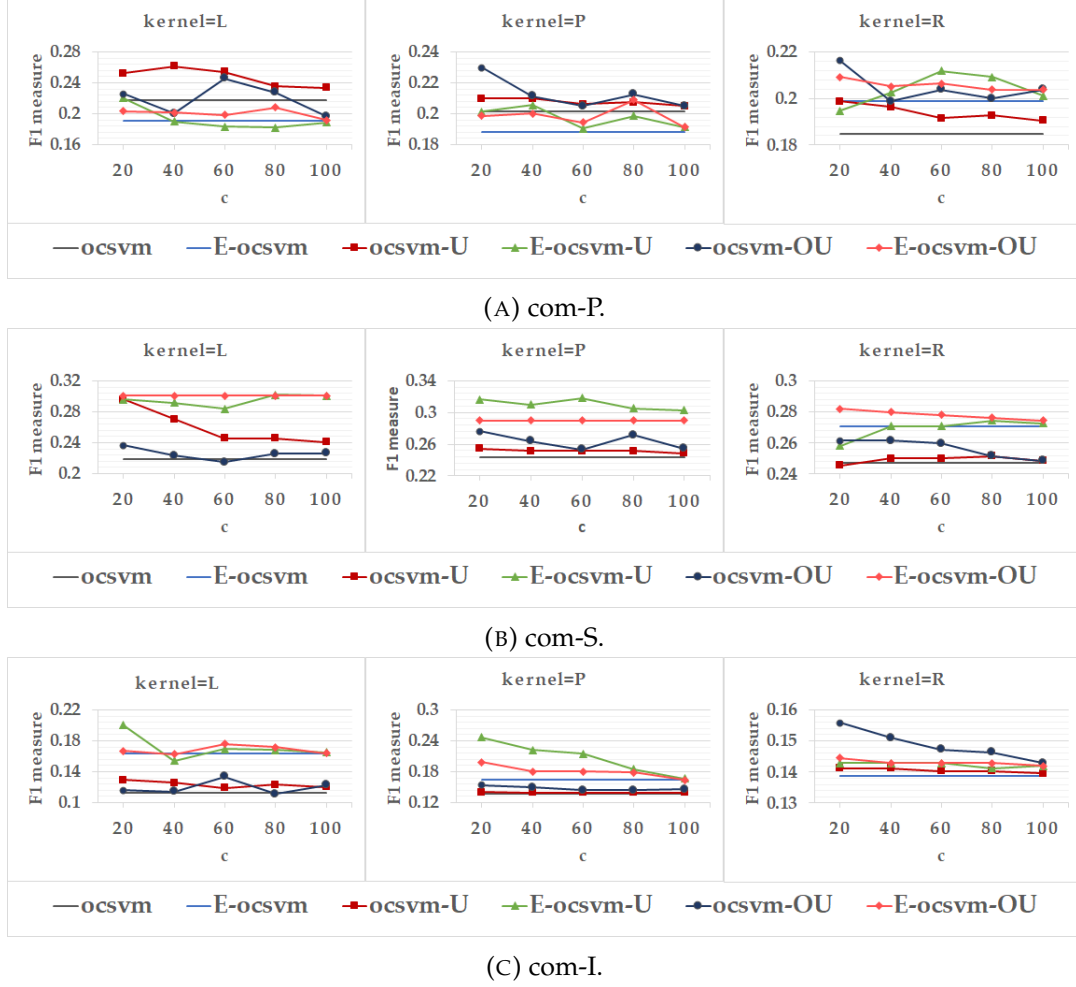 kernel=L
F1 measure
0.28
0.24
0.2
0.16
20 40 60 80 100
c
kernel=P
F1 measure
0.24
0.22
0.2
0.18
20 40 60 80 100
c
kernel=R
F1 measure
0.22
0.2
0.18
20 40 60 80 100
c
ocsvm E-ocsvm ocsvm-U E-ocsvm-U ocsvm-OU E-ocsvm-OU
(A) com-P.
kernel=L
F1 measure
0.32
0.28
0.24
0.2
20 40 60 80 100
c
kernel=P
F1 measure
0.34
0.3
0.26
0.22
20 40 60 80 100
c
kernel=R
F1 measure
0.3
0.28
0.26
0.24
20 40 60 80 100
c
ocsvm E-ocsvm ocsvm-U E-ocsvm-U ocsvm-OU E-ocsvm-OU
(B) com-S.
kernel=L
F1 measure
0.22
0.18
0.14
0.1
20 40 60 80 100
c
kernel=P
F1 measure
0.3
0.24
0.18
0.12
20 40 60 80 100
c
kernel=R
F1 measure
0.16
0.15
0.14
0.13
20 40 60 80 100
c
ocsvm E-ocsvm ocsvm-U E-ocsvm-U ocsvm-OU E-ocsvm-OU
(C) com-I.